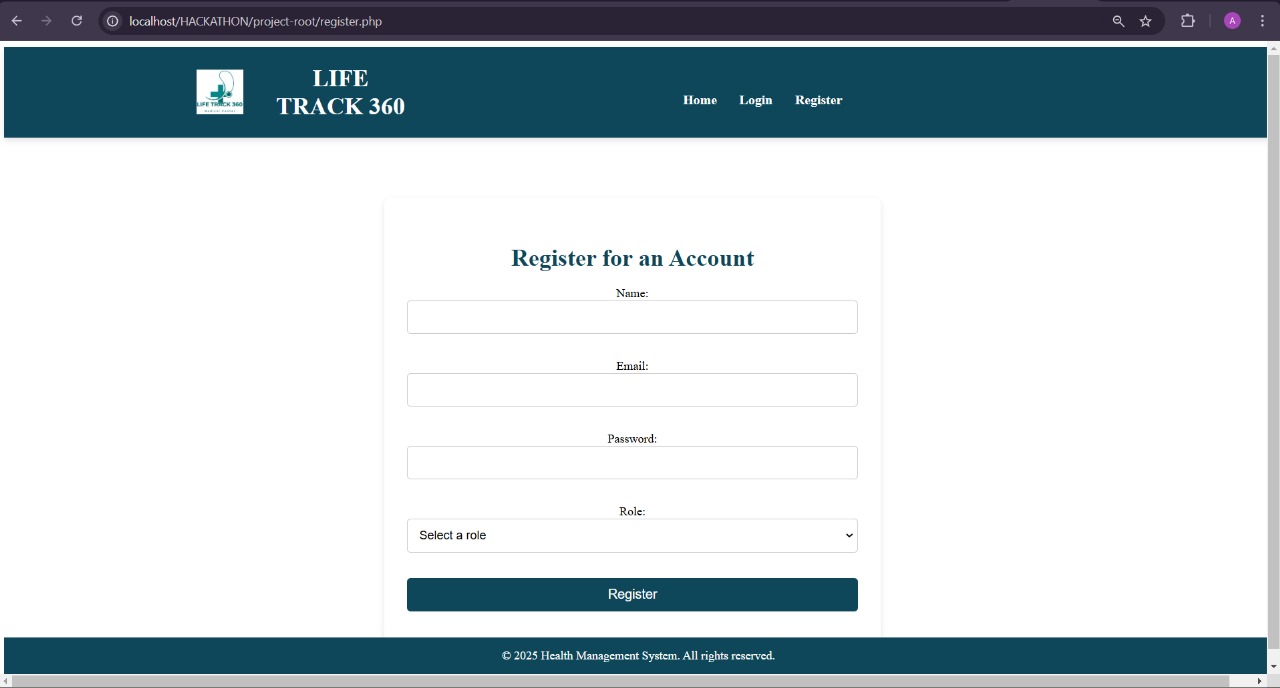 localhost/HACKATHON/project-root/register.php
A
LIFE TRACK 360
LIFE
TRACK 360
Home Login Register
Register for an Account
Name:
Email:
Password:
Role:
Select a role
Register
© 2025 Health Management System. All rights reserved.